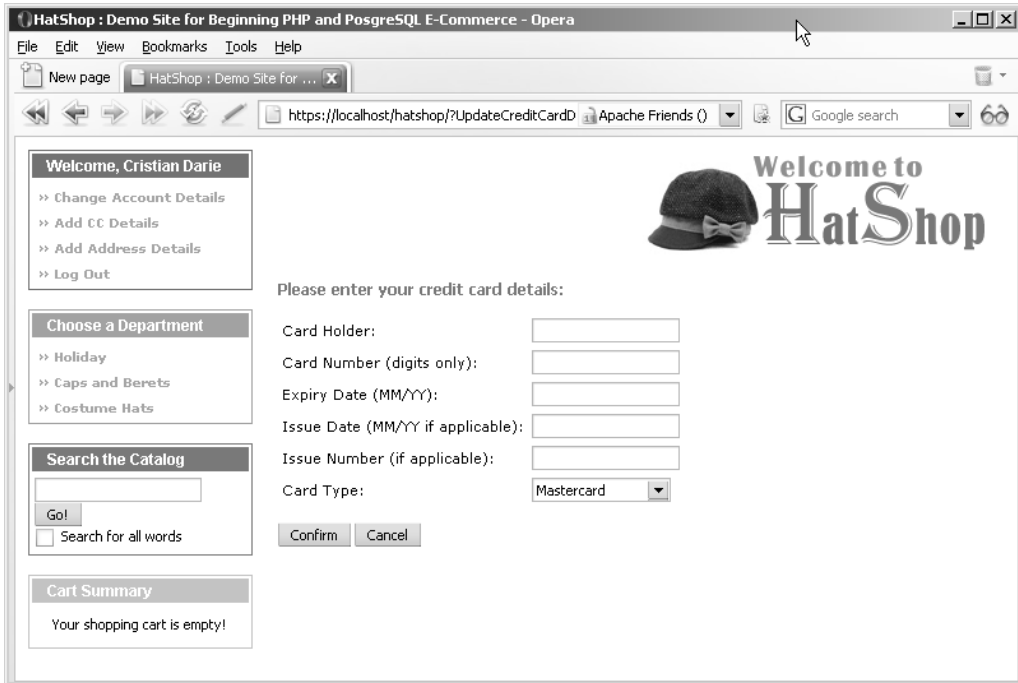 HatShop : Demo Site for Beginning PHP and PosgreSQL E-Commerce - Opera
File Edit View Bookmarks Tools Help
New page HatShop : Demo Site for ...
https://localhost/hatshop/?UpdateCreditCardD Apache Friends () G Google search
Welcome, Cristian Darie
» Change Account Details
» Add CC Details
» Add Address Details
» Log Out
Welcome to
HatShop
Choose a Department
» Holiday
» Caps and Berets
» Costume Hats
Search the Catalog
Go!
Search for all words
Cart Summary
Your shopping cart is empty!
Please enter your credit card details:
Card Holder:
Card Number (digits only):
Expiry Date (MM/YY):
Issue Date (MM/YY if applicable):
Issue Number (if applicable):
Card Type: Mastercard
Confirm Cancel